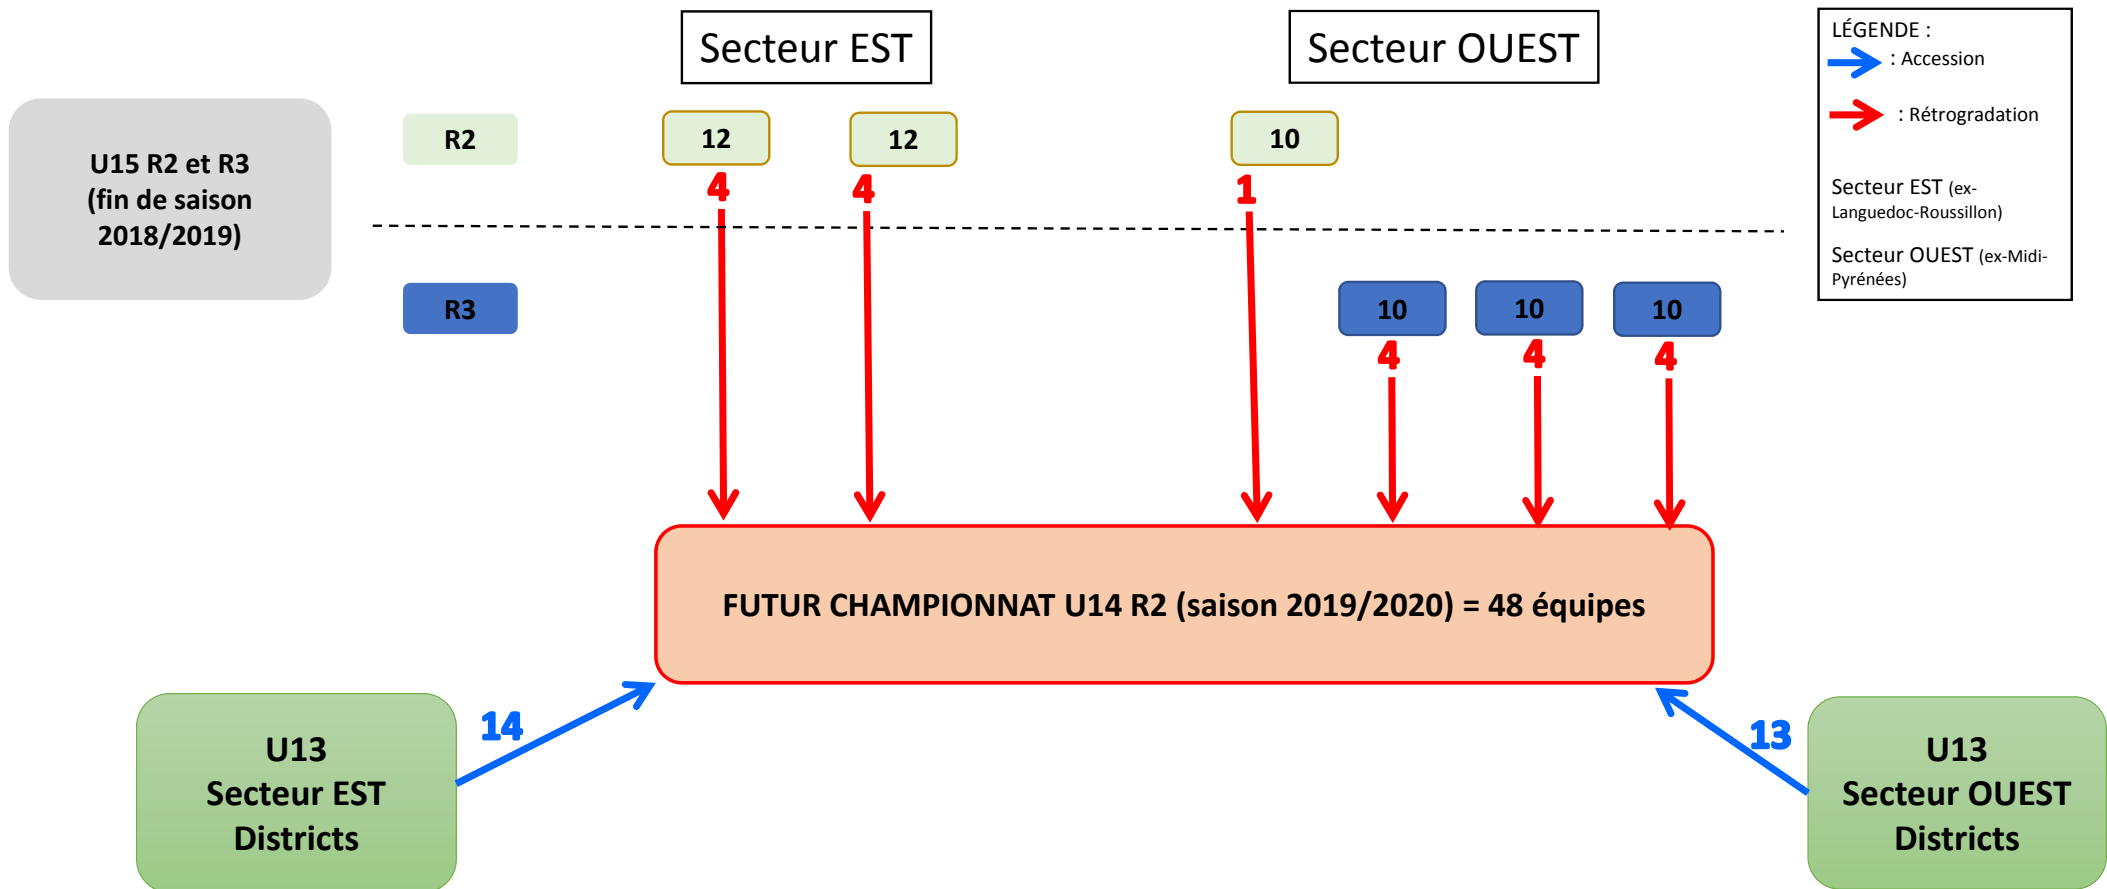 Secteur EST
Secteur OUEST
LÉGENDE :
: Accession
: Rétrogradation
Secteur EST (ex-
Languedoc-Roussillon)
Secteur OUEST (ex-Midi-
Pyrénées)
U15 R2 et R3
(fin de saison
2018/2019)
R2
12
12
10
4
4
1
R3
10
10
10
4
4
4
FUTUR CHAMPIONNAT U14 R2 (saison 2019/2020) = 48 équipes
14
13
U13
Secteur EST
Districts
U13
Secteur OUEST
Districts